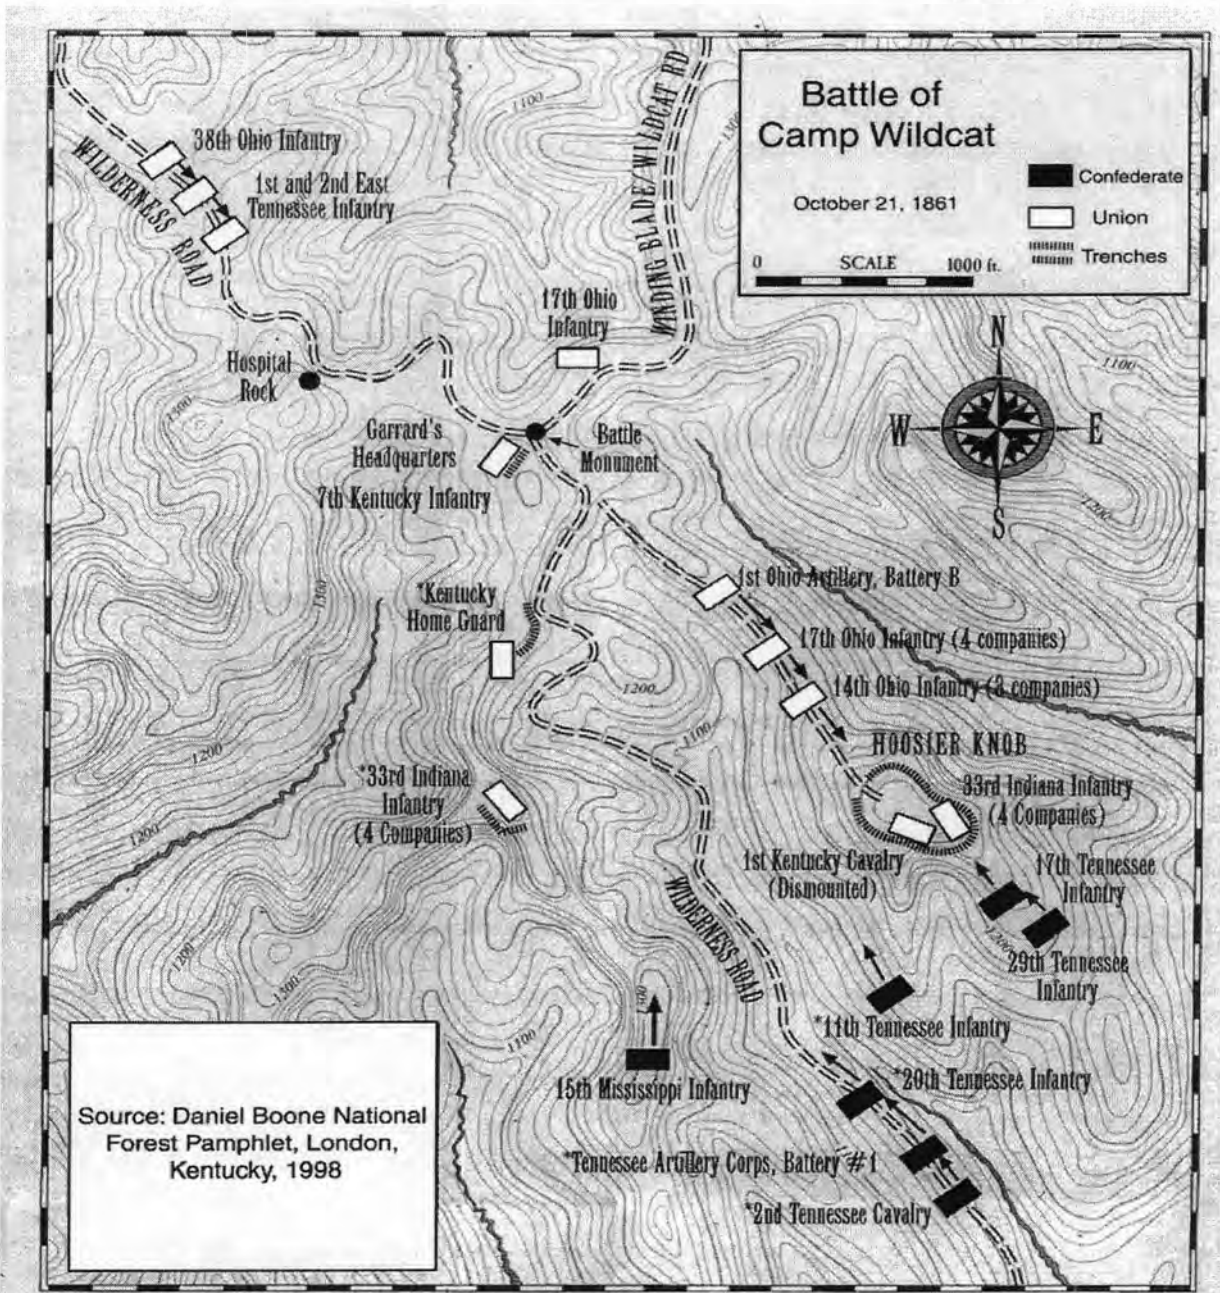 Battle of
Camp Wildcat
October 21, 1861
Confederate
Union
Trenches
0 SCALE 1000 ft.
38th Ohio Infantry
1st and 2nd East
Tennessee Infantry
WILDERNESS ROAD
WINDING BLADE/WILDCAT RD
1100
1300
17th Ohio
Infantry
Hospital
Rock
1300
N
W
E
S
1100
1200
Garrard's
Headquarters
Battle
Monument
7th Kentucky Infantry
1300
*Kentucky
Home Guard
1st Ohio Artillery, Battery B
17th Ohio Infantry (4 companies)
14th Ohio Infantry (3 companies)
1200
1100
1200
HOOSIER KNOB
*33rd Indiana
Infantry
(4 Companies)
33rd Indiana Infantry
(4 Companies)
1200
1st Kentucky Cavalry
(Dismounted)
17th Tennessee
Infantry
WILDERNESS ROAD
1200
29th Tennessee
Infantry
1200
1300
1300
*11th Tennessee Infantry
1100
15th Mississippi Infantry
*20th Tennessee Infantry
*Tennessee Artillery Corps, Battery #1
*2nd Tennessee Cavalry
Source: Daniel Boone National
Forest Pamphlet, London,
Kentucky, 1998